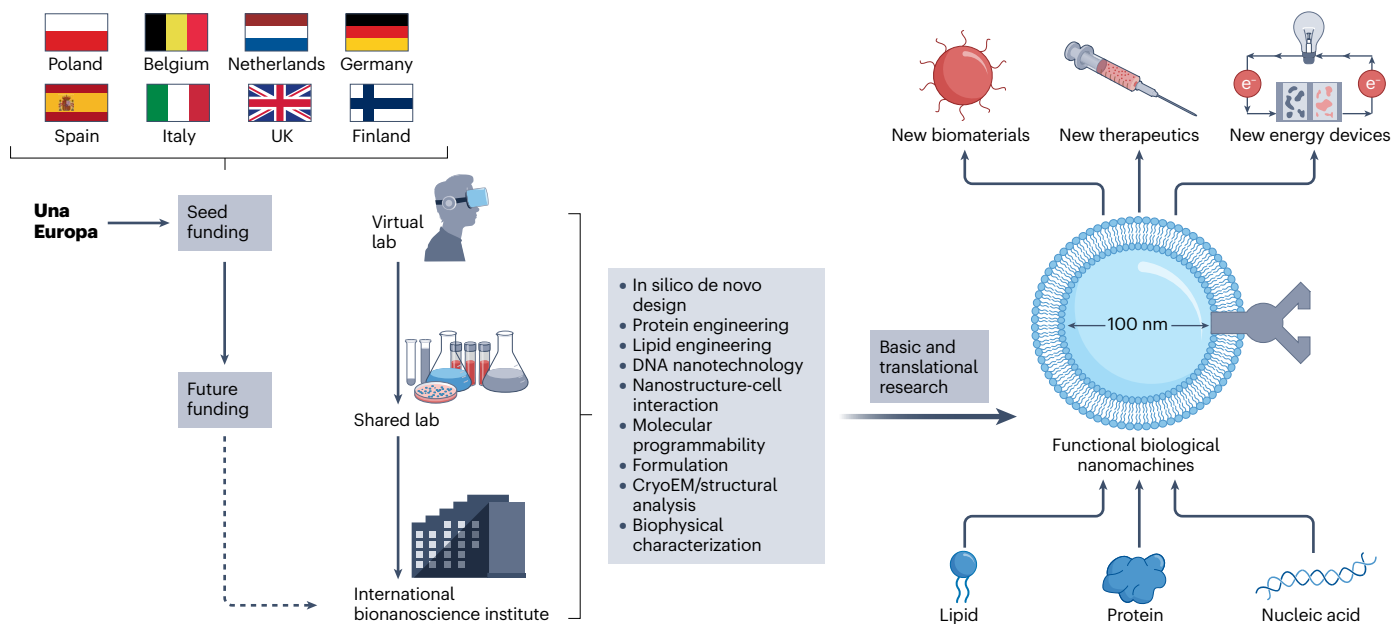 Poland
Belgium
Netherlands
Germany
Spain
Italy
UK
Finland
Una
Europa
Seed
funding
Future
funding
Virtual
lab
Shared lab
International
bionanoscience institute
• In silico de novo
design
• Protein engineering
• Lipid engineering
• DNA nanotechnology
• Nanostructure-cell
interaction
• Molecular
programmability
• Formulation
• CryoEM/structural
analysis
• Biophysical
characterization
Basic and
translational
research
New biomaterials
New therapeutics
e⁻
e⁻
New energy devices
100 nm
Functional biological
nanomachines
Lipid
Protein
Nucleic acid